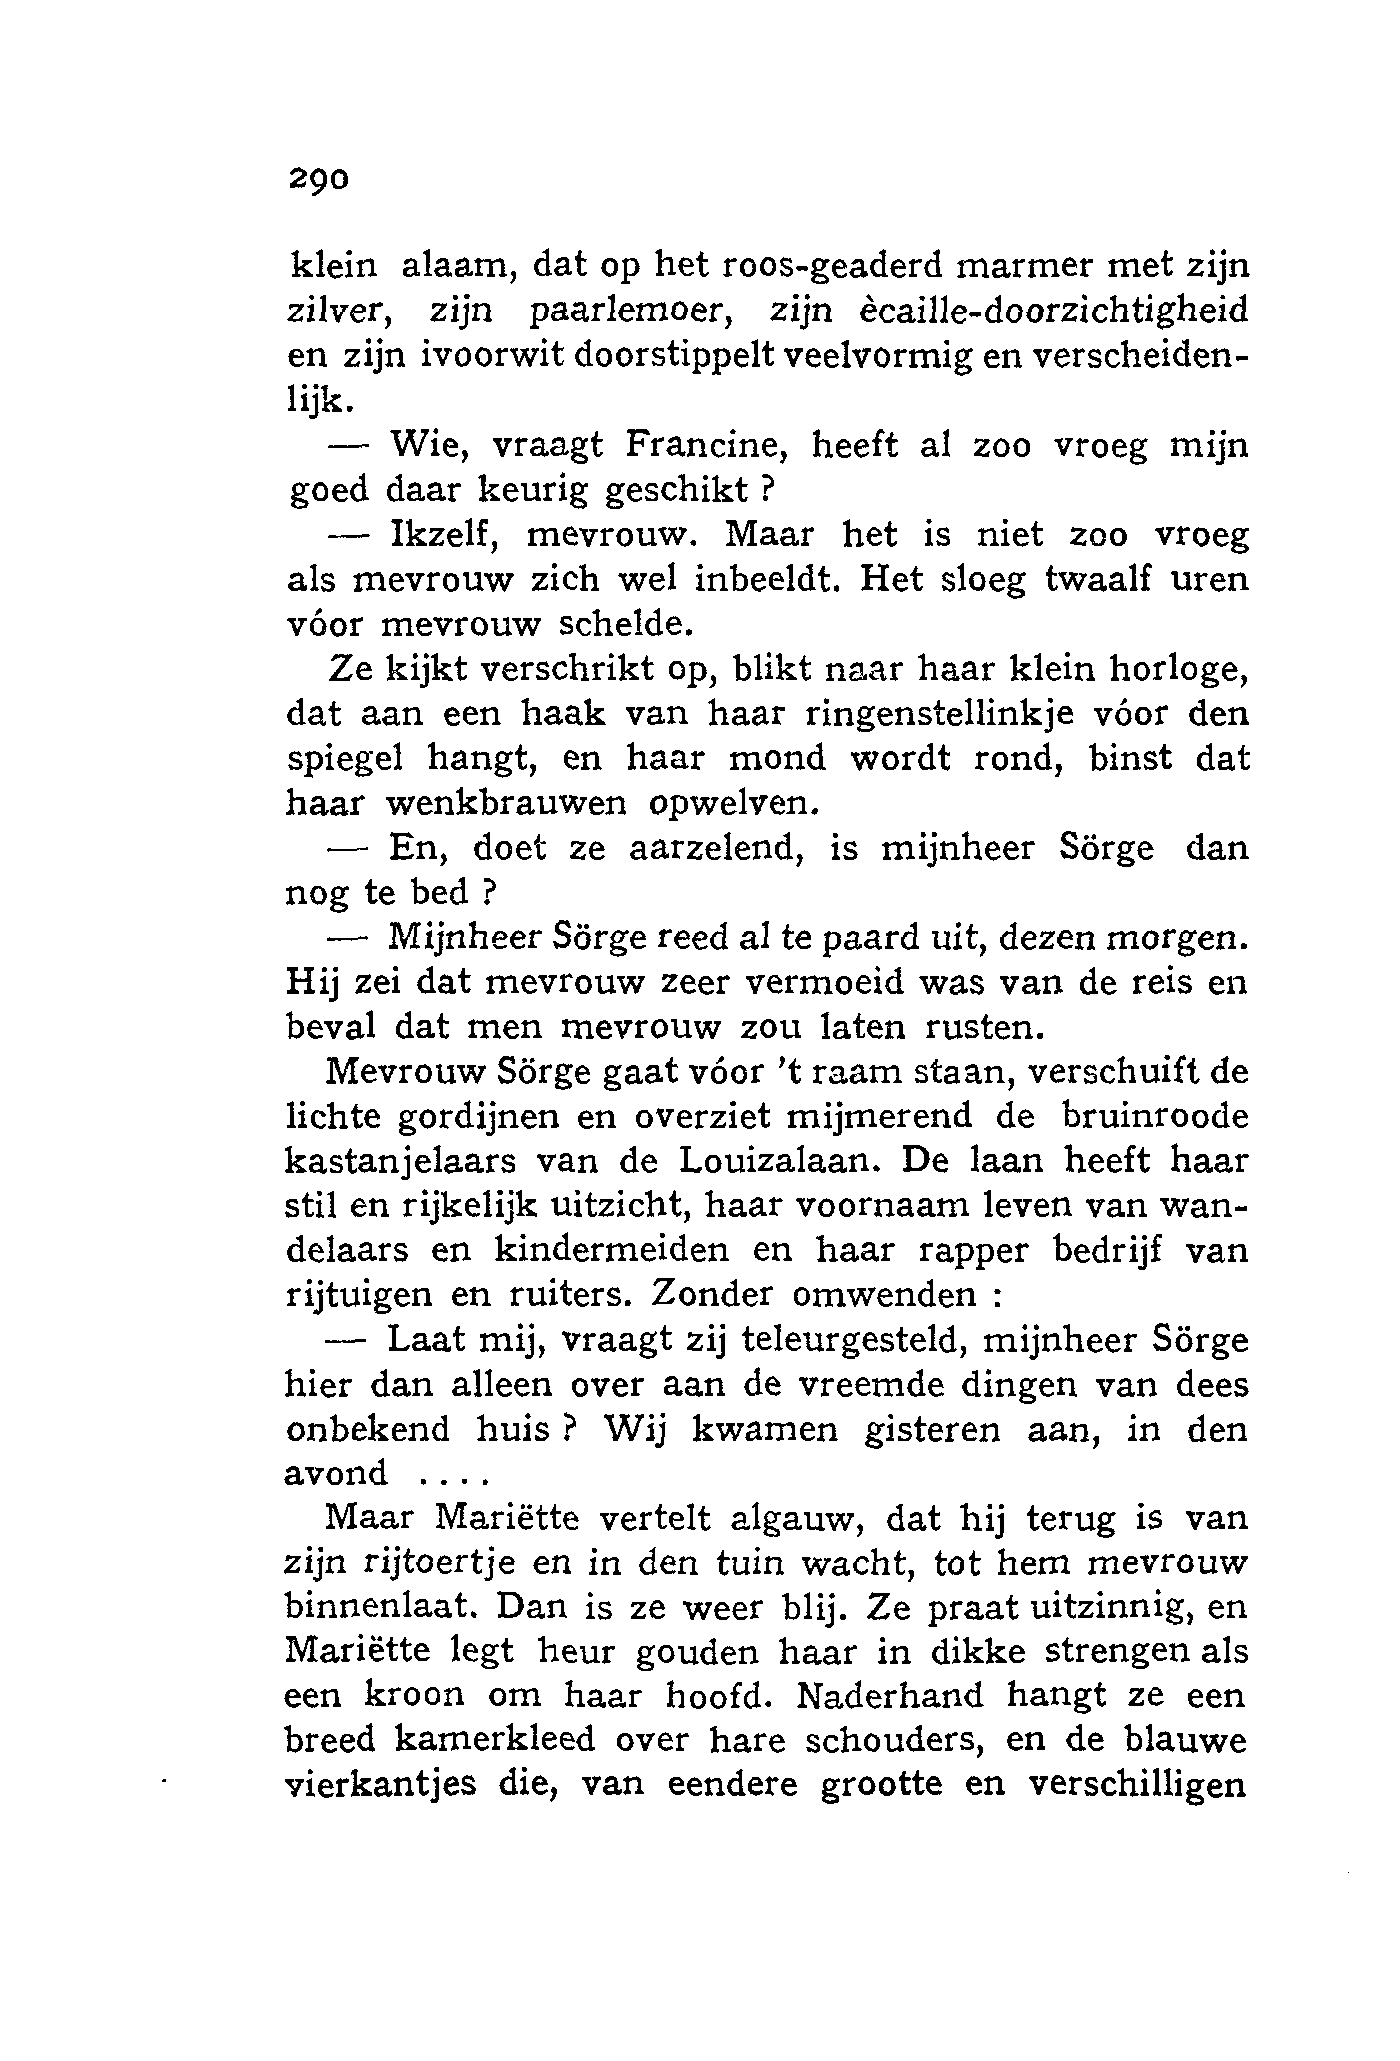 290
klein alaam, dat op het roos-geaderd marmer met zijn
zilver, zijn paarlemoer, zijn ècaille-doorzichtigheid
en zijn ivoorwit doorstippelt veelvormig en verscheiden-
lijk.
— Wie, vraagt Francine, heeft al zoo vroeg mijn
goed daar keurig geschikt ?
— Ikzelf, mevrouw. Maar het is niet zoo vroeg
als mevrouw zich wel inbeeldt. Het sloeg twaalf uren
vóor mevrouw schelde.
Ze kijkt verschrikt op, blikt naar haar klein horloge,
dat aan een haak van haar ringenstellinkje vóor den
spiegel hangt, en haar mond wordt rond, binst dat
haar wenkbrauwen opwelven.
— En, doet ze aarzelend, is mijnheer Sörge dan
nog te bed ?
— Mijnheer Sörge reed al te paard uit, dezen morgen.
Hij zei dat mevrouw zeer vermoeid was van de reis en
beval dat men mevrouw zou laten rusten.
Mevrouw Sörge gaat vóor 't raam staan, verschuift de
lichte gordijnen en overziet mijmerend de bruinroode
kastanjelaars van de Louizalaan. De laan heeft haar
stil en rijkelijk uitzicht, haar voornaam leven van wan-
delaars en kindermeiden en haar rapper bedrijf van
rijtuigen en ruiters. Zonder omwenden :
— Laat mij, vraagt zij teleurgesteld, mijnheer Sörge
hier dan alleen over aan de vreemde dingen van dees
onbekend huis ? Wij kwamen gisteren aan, in den
avond ....
Maar Mariëtte vertelt algauw, dat hij terug is van
zijn rijtoertje en in den tuin wacht, tot hem mevrouw
binnenlaat. Dan is ze weer blij. Ze praat uitzinnig, en
Mariëtte legt heur gouden haar in dikke strengen als
een kroon om haar hoofd. Naderhand hangt ze een
breed kamerkleed over hare schouders, en de blauwe
vierkantjes die, van eendere grootte en verschilligen